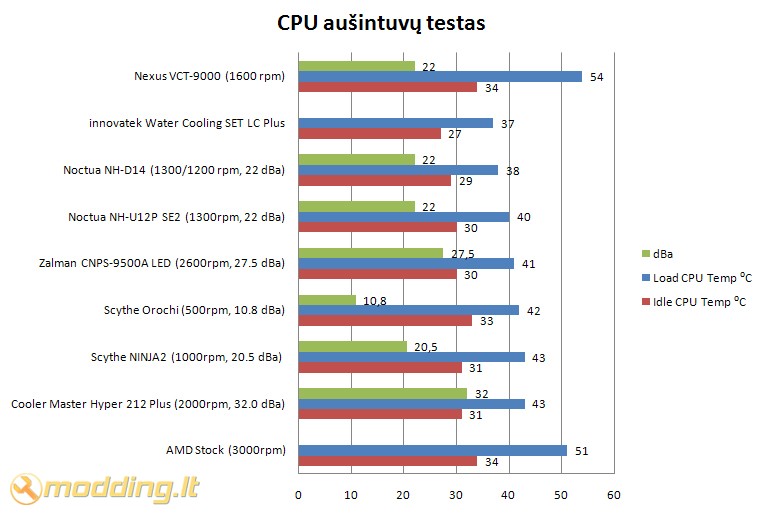 CPU aušintuvų testas
Nexus VCT-9000 (1600 rpm)
22
54
34
innovatek Water Cooling SET LC Plus
37
27
Noctua NH-D14 (1300/1200 rpm, 22 dBa)
22
38
29
Noctua NH-U12P SE2 (1300rpm, 22 dBa)
22
40
30
Zalman CNPS-9500A LED (2600rpm, 27.5 dBa)
27,5
41
30
Scythe Orochi (500rpm, 10.8 dBa)
10,8
42
33
Scythe NINJA2 (1000rpm, 20.5 dBa)
20,5
43
31
Cooler Master Hyper 212 Plus (2000rpm, 32.0 dBa)
32
43
31
AMD Stock (3000rpm)
51
34
0 10 20 30 40 50 60
dBa
Load CPU Temp ⁰C
Idle CPU Temp ⁰C
modding.lt